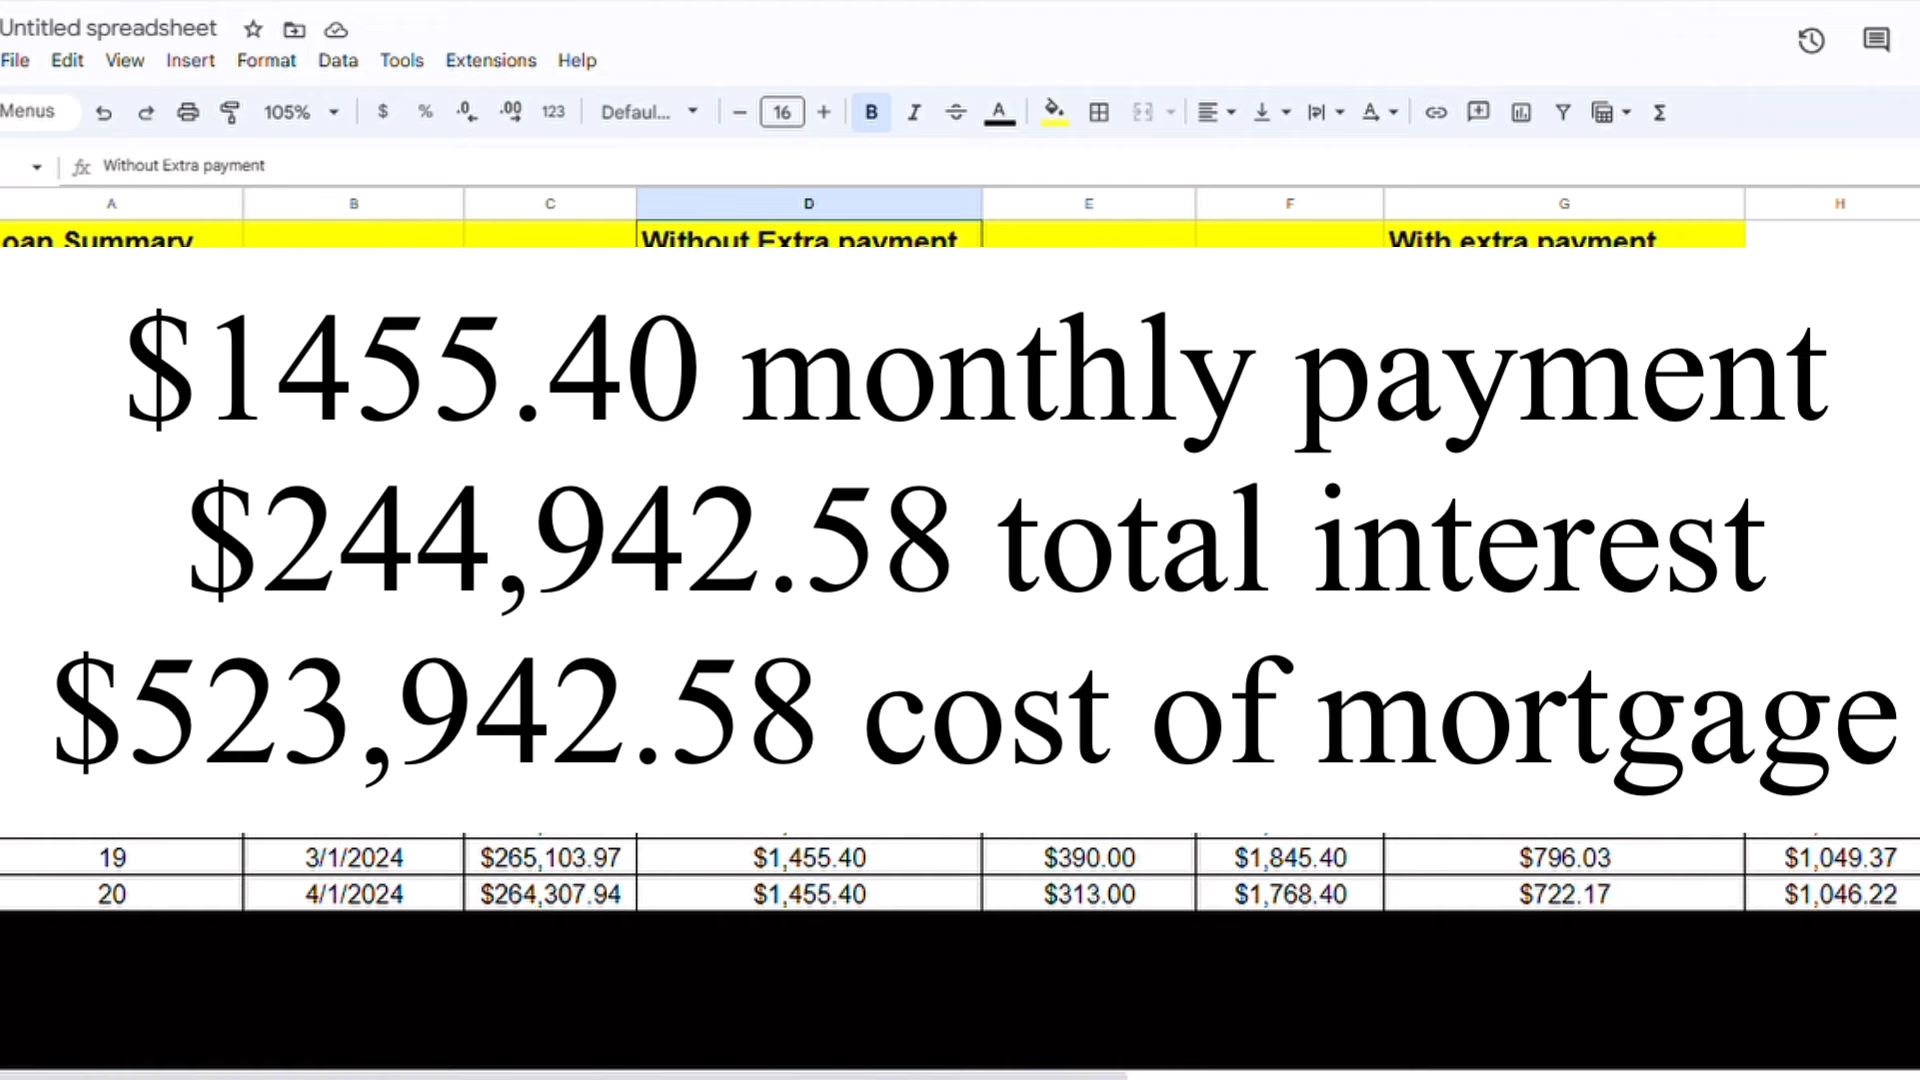 Untitled spreadsheet
File Edit View Insert Format Data Tools Extensions Help
Menus 105% $ % .0 .00 123 Defaul... − 16 + B I A A Σ
fx Without Extra payment
A B C D E F G H
oan Summary Without Extra payment With extra payment
$1455.40 monthly payment
$244,942.58 total interest
$523,942.58 cost of mortgage
19 3/1/2024 $265,103.97 $1,455.40 $390.00 $1,845.40 $796.03 $1,049.37
20 4/1/2024 $264,307.94 $1,455.40 $313.00 $1,768.40 $722.17 $1,046.22